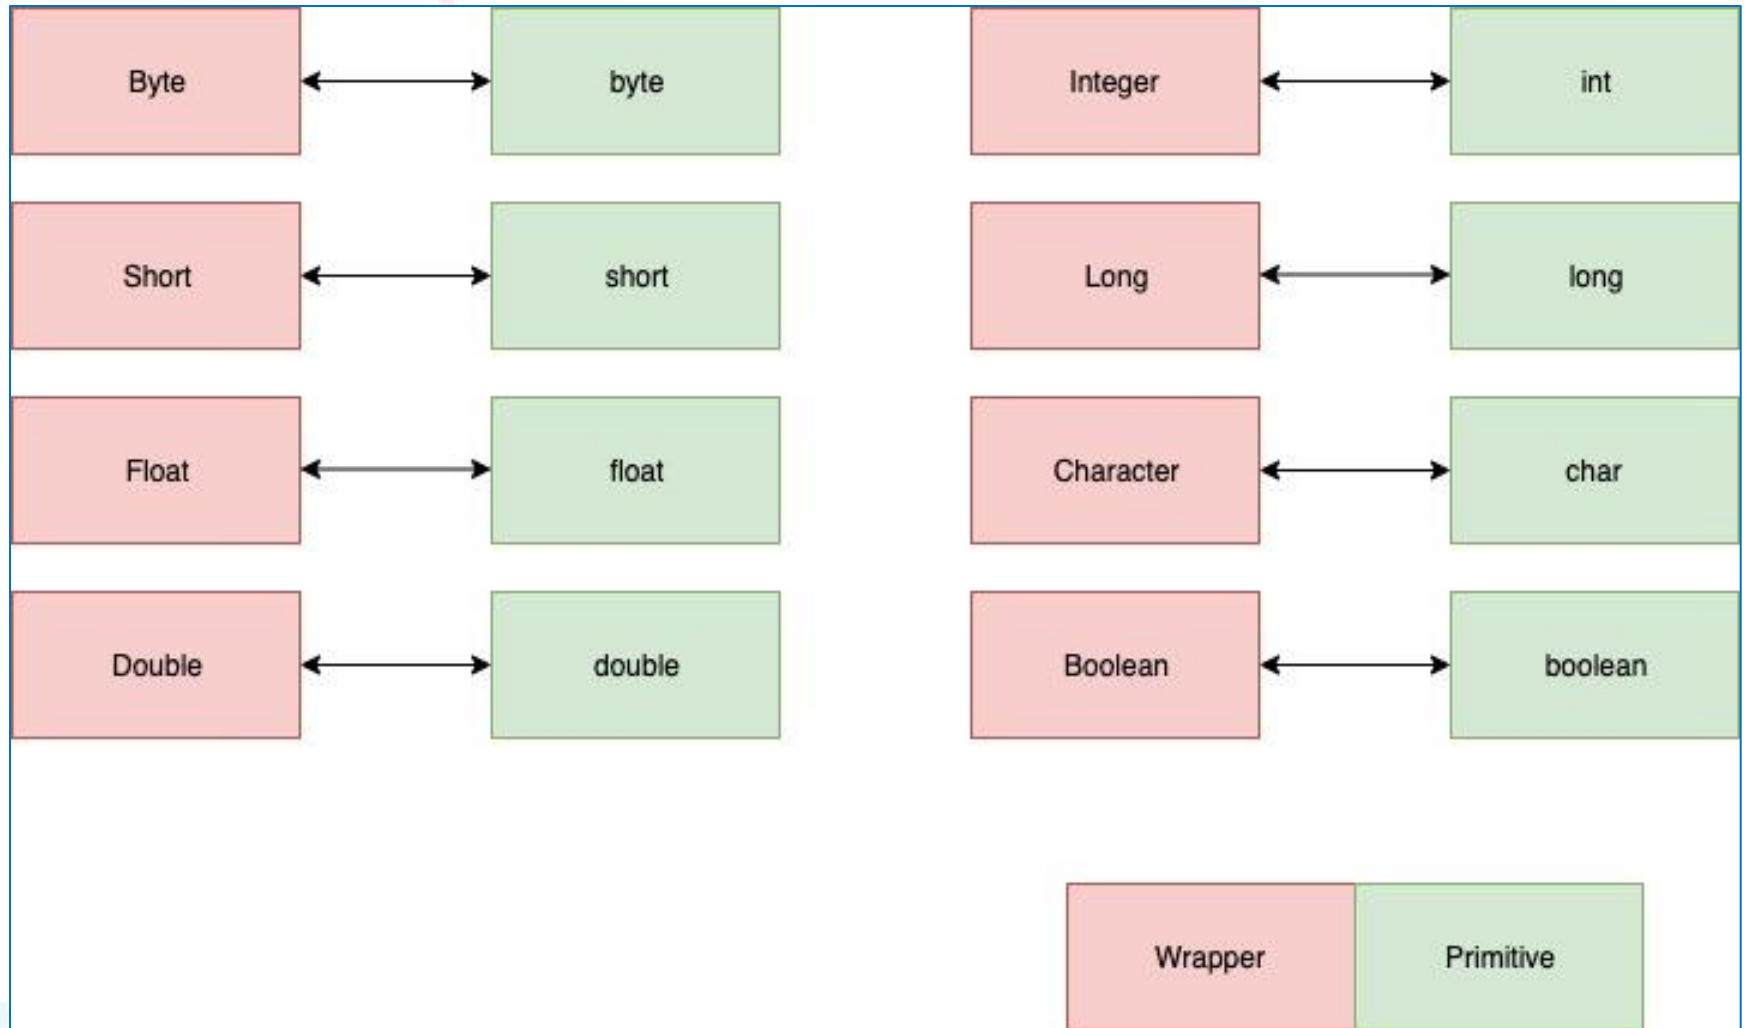 Byte
byte
Integer
int
Short
short
Long
long
Float
float
Character
char
Double
double
Boolean
boolean
Wrapper
Primitive